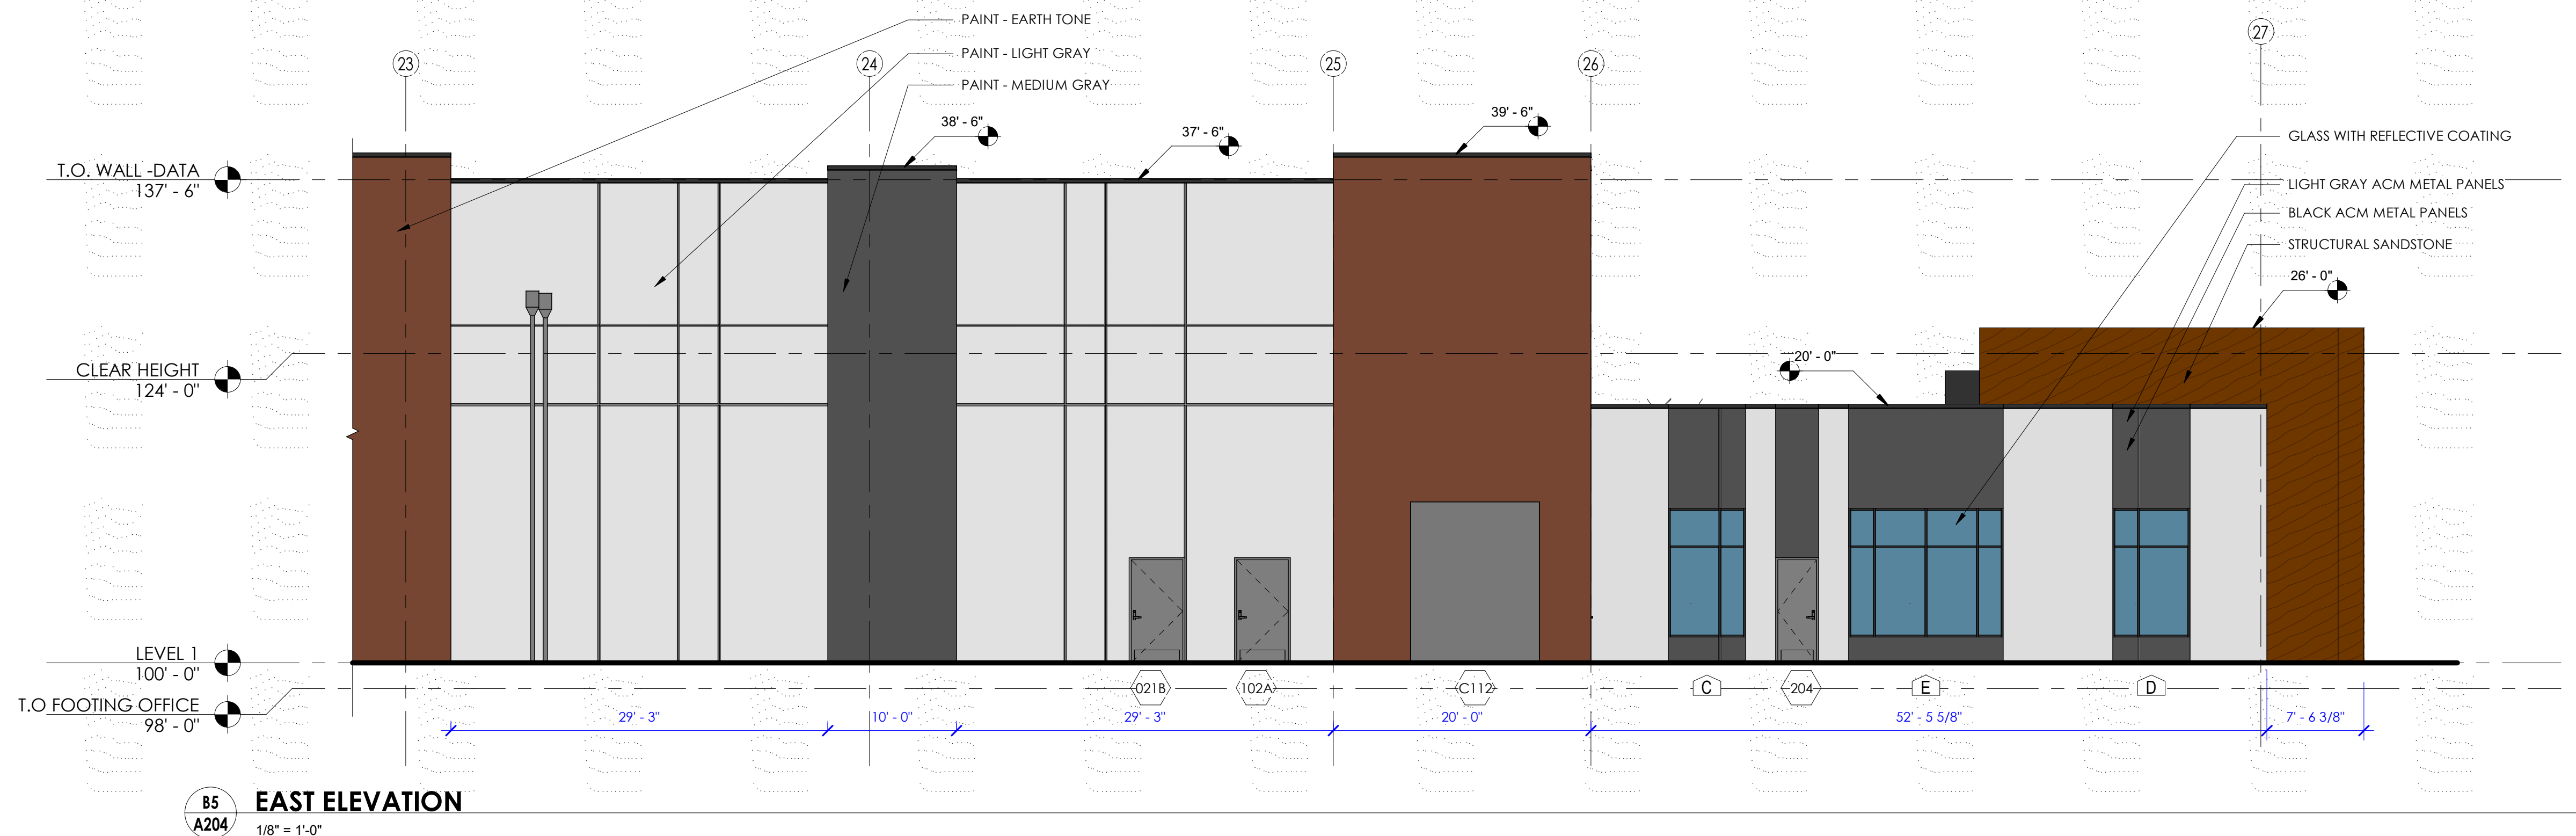 PAINT - EARTH TONE
PAINT - LIGHT GRAY
PAINT - MEDIUM GRAY
23
24
25
26
27
38' - 6"
37' - 6"
39' - 6"
GLASS WITH REFLECTIVE COATING
T.O. WALL -DATA
137' - 6"
LIGHT GRAY ACM METAL PANELS
BLACK ACM METAL PANELS
STRUCTURAL SANDSTONE
26' - 0"
20' - 0"
CLEAR HEIGHT
124' - 0"
LEVEL 1
100' - 0"
021B
102A
C112
C
204
E
D
T.O FOOTING OFFICE
98' - 0"
29' - 3"
10' - 0"
29' - 3"
20' - 0"
52' - 5 5/8"
7' - 6 3/8"
B5
A204
EAST ELEVATION
1/8" = 1'-0"